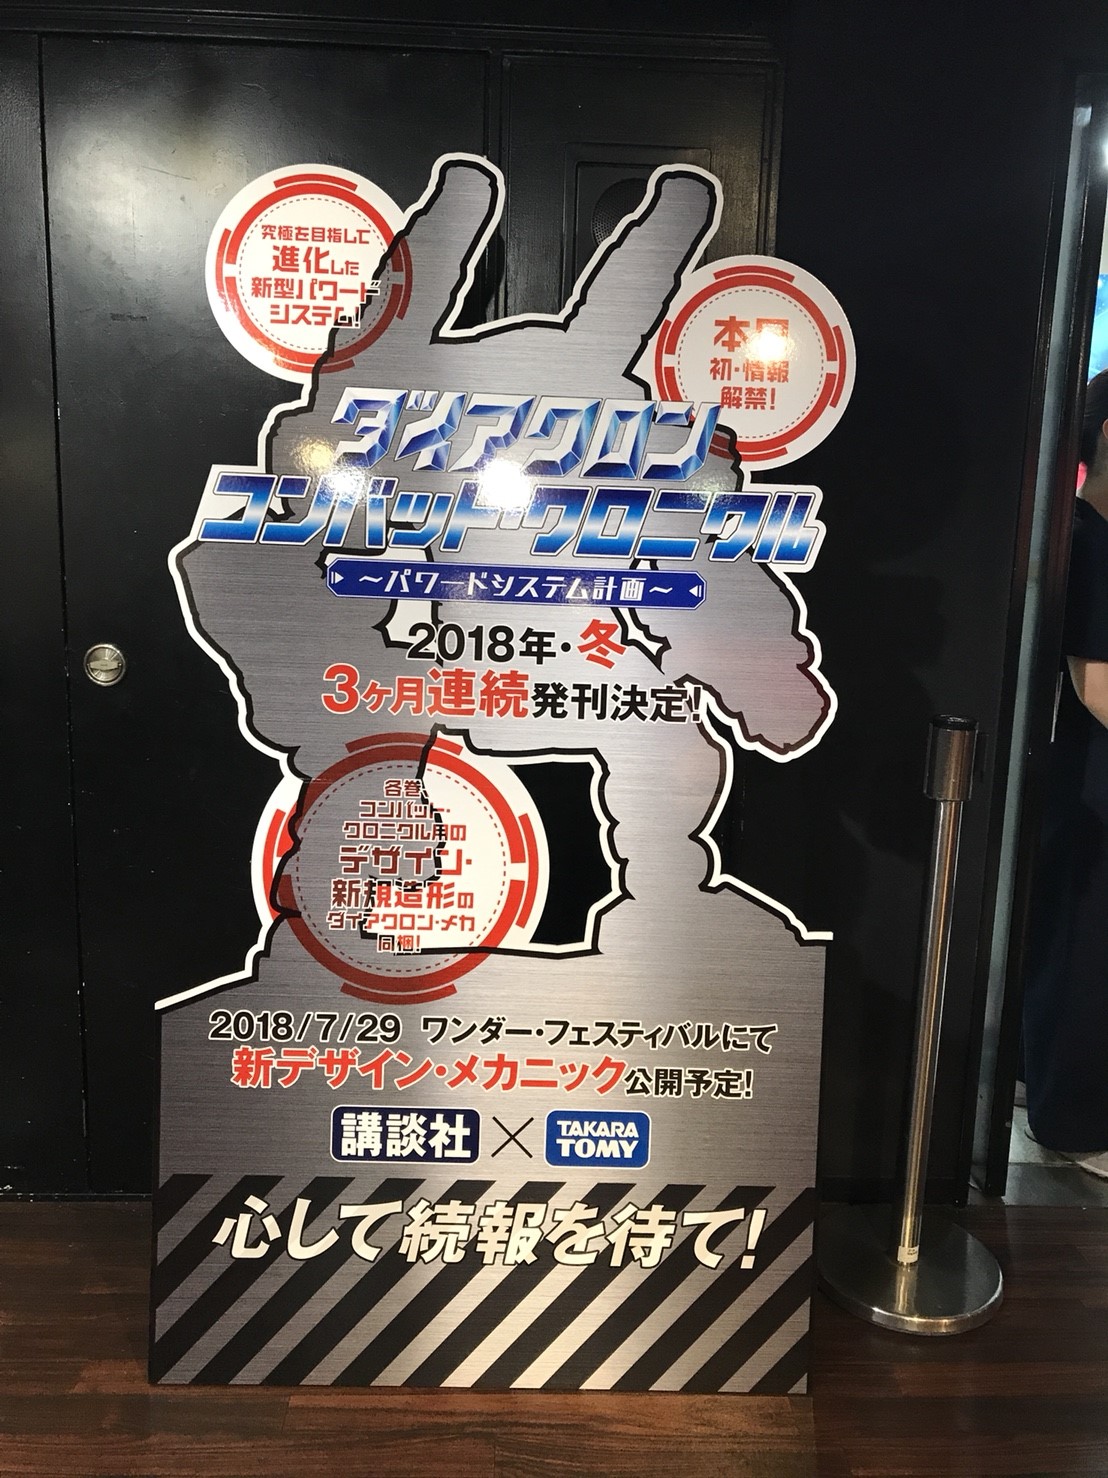 究極を目指して
進化した
新型パワード
システム!
本日
初・情報
解禁!
ダイアクロン
コンバット・クロニクル
～パワードシステム計画～
2018年・冬
3ヶ月連続発刊決定!
各巻、
コンバット・
クロニクル用の
デザイン・
新規造形の
ダイアクロン・メカ
同梱!
2018/7/29 ワンダー・フェスティバルにて
新デザイン・メカニック公開予定!
講談社×TAKARA TOMY
心して続報を待て!